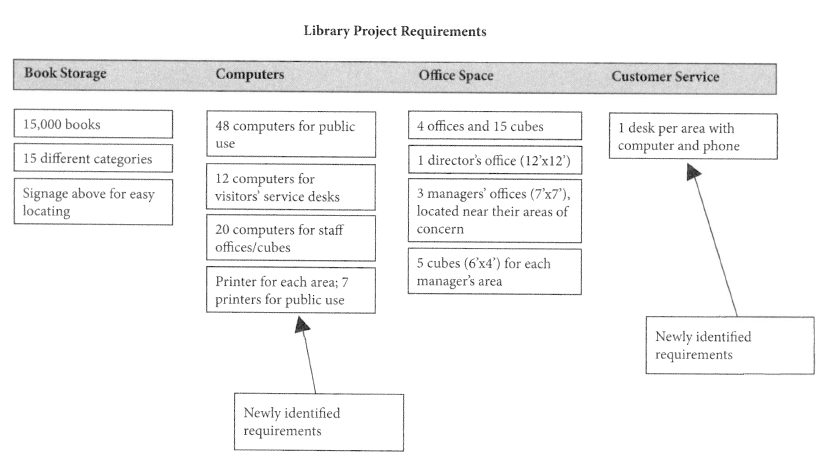 Library Project Requirements
Book Storage
Computers
Office Space
Customer Service
15,000 books
15 different categories
Signage above for easy
locating
48 computers for public
use
12 computers for
visitors' service desks
20 computers for staff
offices/cubes
Printer for each area; 7
printers for public use
4 offices and 15 cubes
1 director's office (12'x12')
3 managers' offices (7'x7'),
located near their areas of
concern
5 cubes (6'x4') for each
manager's area
1 desk per area with
computer and phone
Newly identified
requirements
Newly identified
requirements